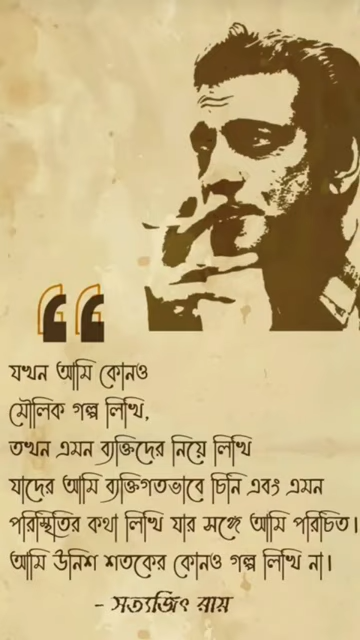 যখন আমি কোনও
মৌলিক গল্প লিখি,
তখন এমন ব্যক্তিদের নিয়ে লিখি
যাদের আমি ব্যক্তিগতভাবে চিনি এবং এমন
পরিস্থিতির কথা লিখি যার সঙ্গে আমি পরিচিত।
আমি উনিশ শতকের কোনও গল্প লিখি না।
- সত্যজিৎ রায়